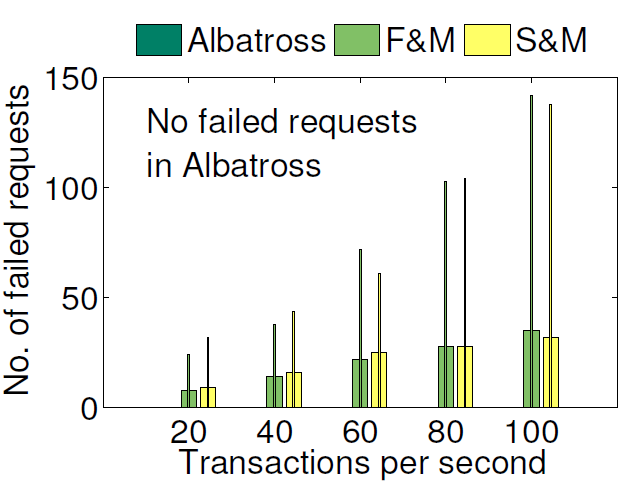 Albatross F&M S&M
No. of failed requests
150
100
50
0
No failed requests
in Albatross
20 40 60 80 100
Transactions per second